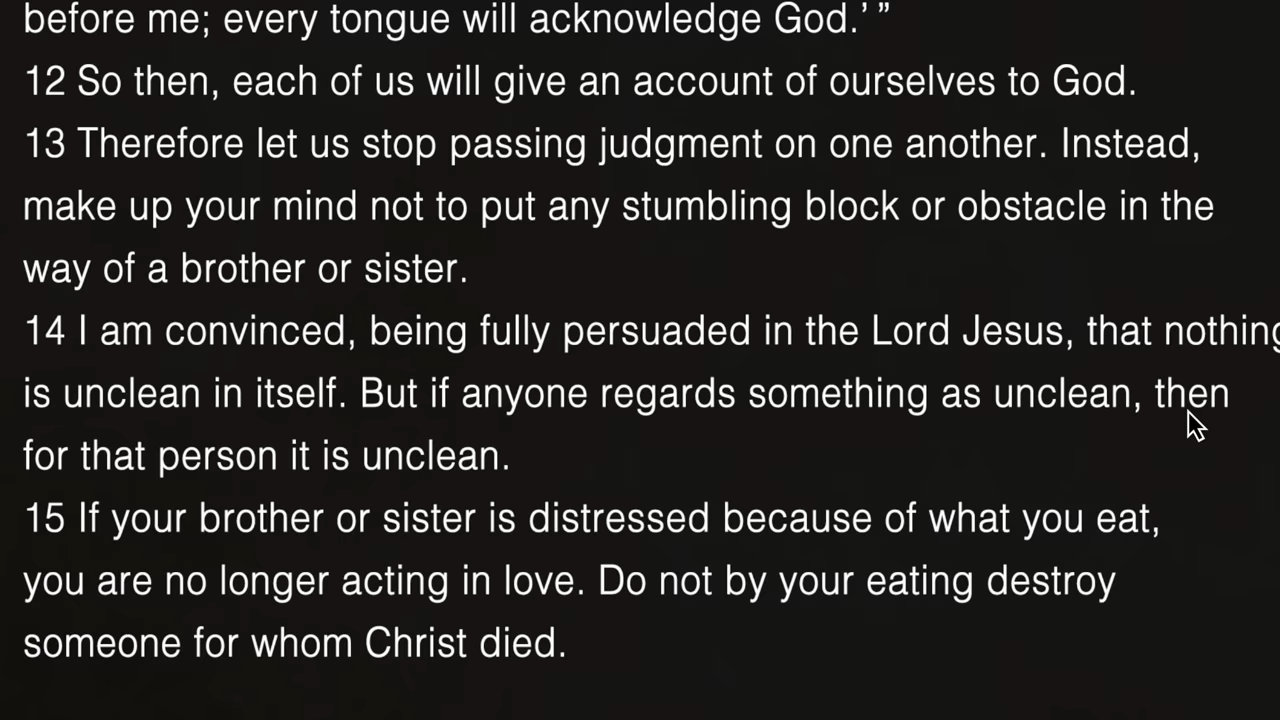 before me; every tongue will acknowledge God.’ ”
12 So then, each of us will give an account of ourselves to God.
13 Therefore let us stop passing judgment on one another. Instead,
make up your mind not to put any stumbling block or obstacle in the
way of a brother or sister.
14 I am convinced, being fully persuaded in the Lord Jesus, that nothing
is unclean in itself. But if anyone regards something as unclean, then
for that person it is unclean.
15 If your brother or sister is distressed because of what you eat,
you are no longer acting in love. Do not by your eating destroy
someone for whom Christ died.